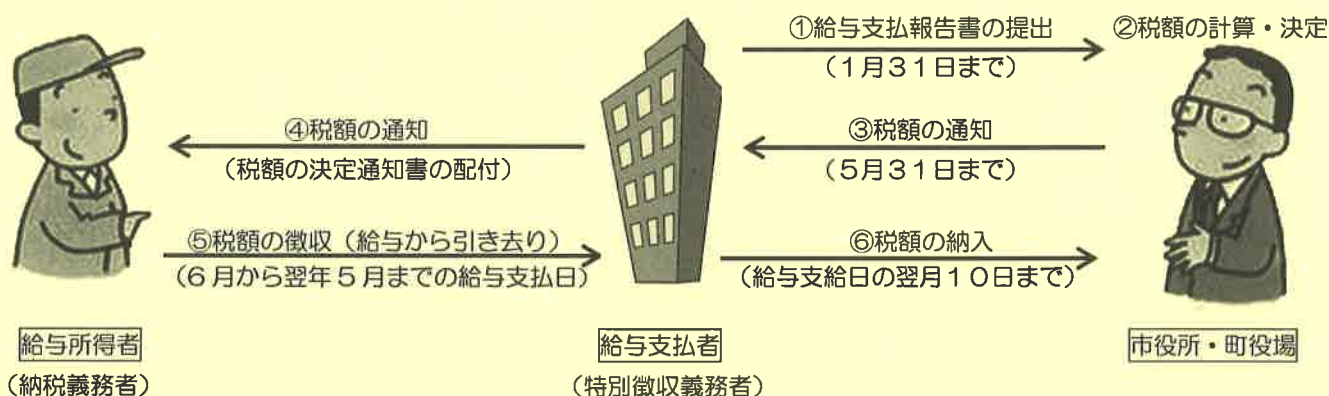 ①給与支払報告書の提出
(1月31日まで)
②税額の計算・決定
③税額の通知
(5月31日まで)
④税額の通知
(税額の決定通知書の配付)
⑤税額の徴収(給与から引き去り)
(6月から翌年5月までの給与支払日)
⑥税額の納入
(給与支給日の翌月10日まで)
給与所得者
(納税義務者)
給与支払者
(特別徴収義務者)
市役所・町役場